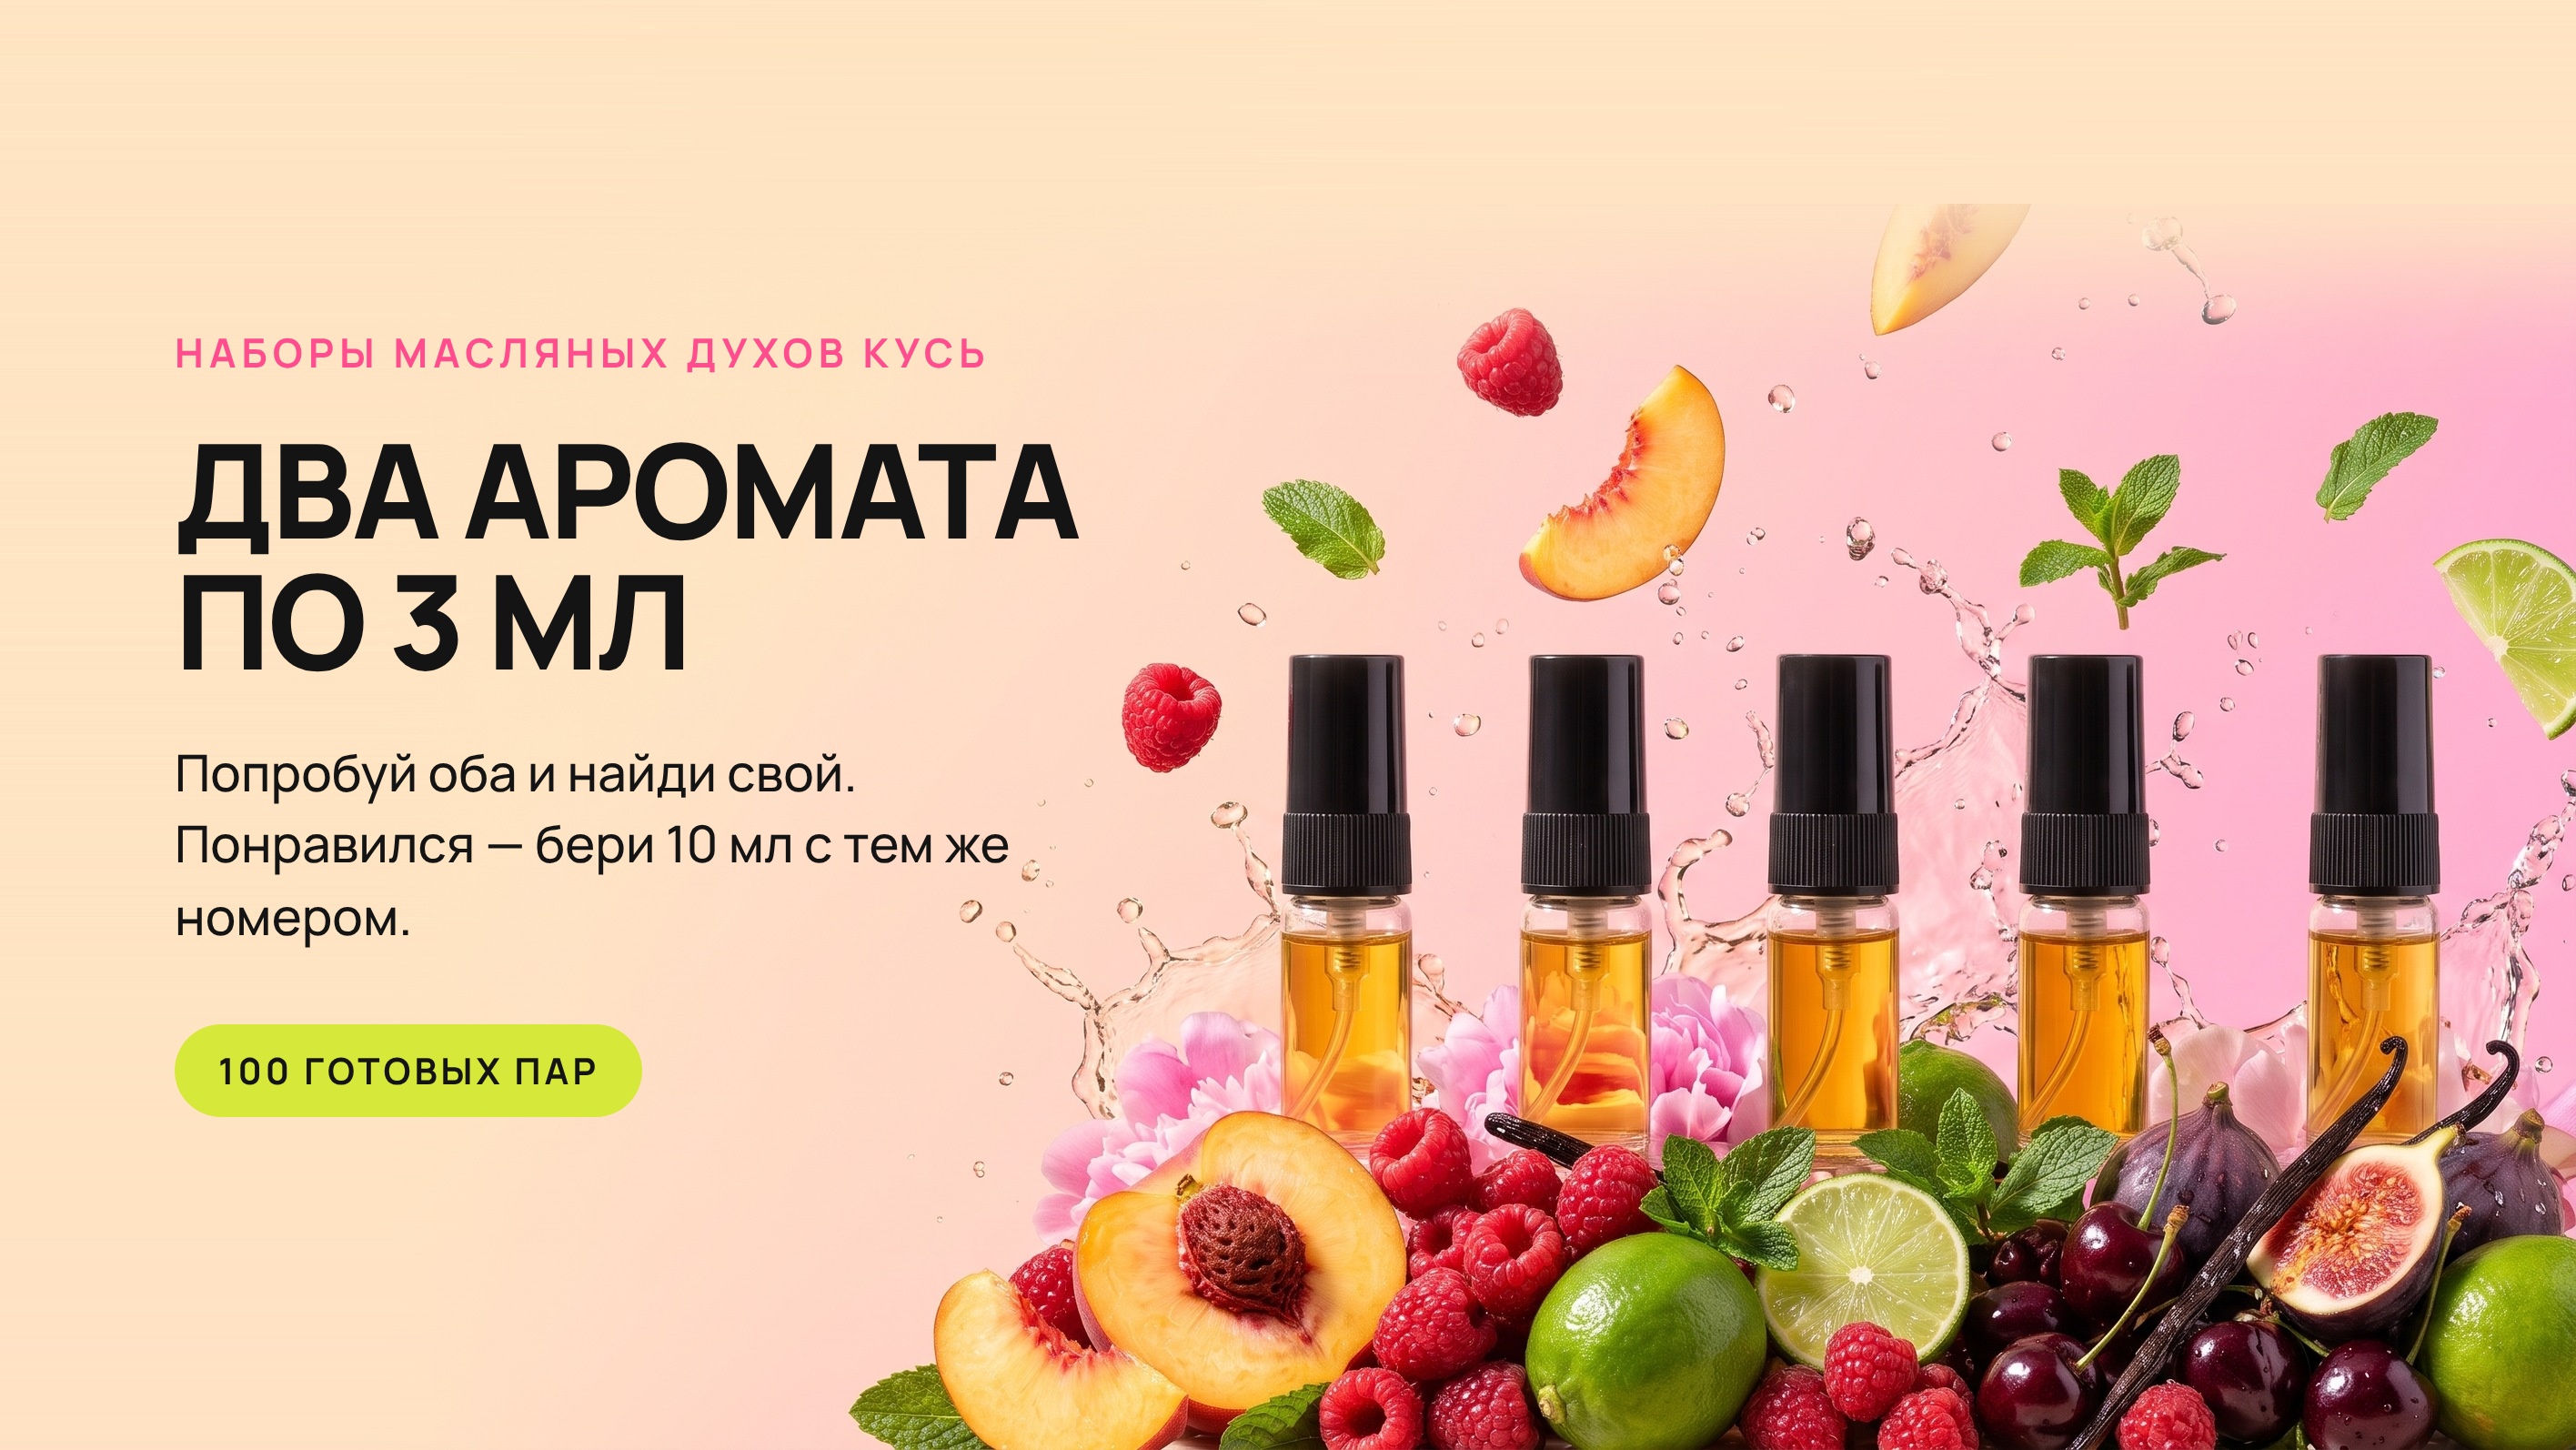 НАБОРЫ МАСЛЯНЫХ ДУХОВ КУСЬ
ДВА АРОМАТА
ПО 3 МЛ
Попробуй оба и найди свой.
Понравился — бери 10 мл с тем же
номером.
100 ГОТОВЫХ ПАР